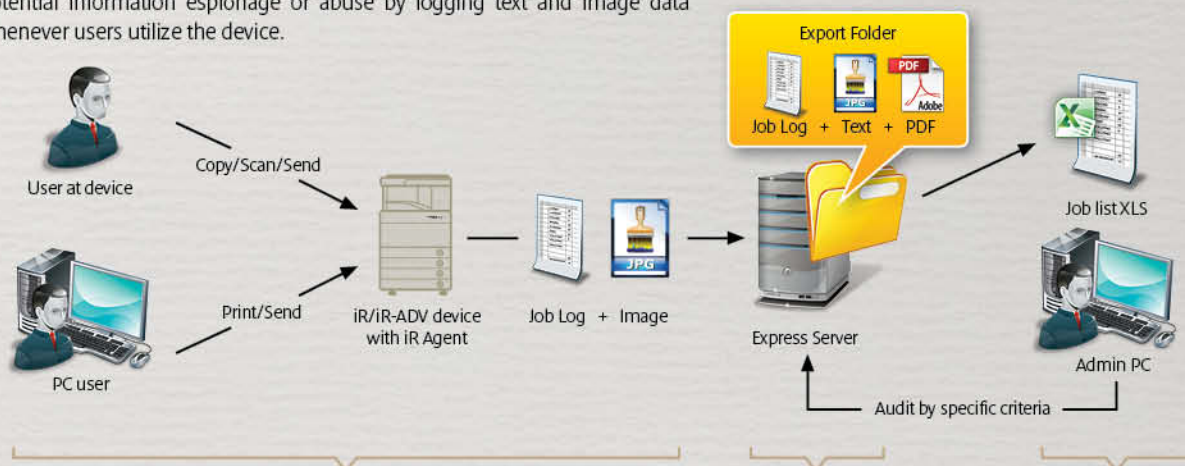 potential information espionage or abuse by logging text and image data
whenever users utilize the device.
Export Folder
JPG
PDF
Adobe
Job Log + Text + PDF
User at device
Copy/Scan/Send
Job list XLS
JPG
PC user
Print/Send
iR/iR-ADV device
with iR Agent
Job Log + Image
Express Server
Admin PC
Audit by specific criteria